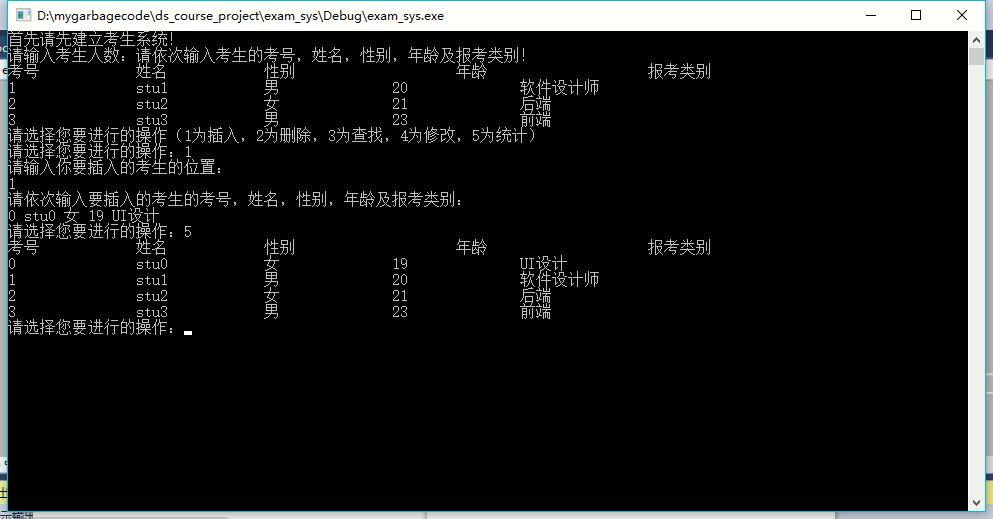 D:\mygarbagecode\ds_course_project\exam_sys\Debug\exam_sys.exe
首先请先建立考生系统!
请输入考生人数：请依次输入考生的考号，姓名，性别，年龄及报考类别!
考号 姓名 性别 年龄 报考类别
1 stu1 男 20 软件设计师
2 stu2 女 21 后端
3 stu3 男 23 前端
请选择您要进行的操作（1为插入，2为删除，3为查找，4为修改，5为统计）
请选择您要进行的操作：1
请输入你要插入的考生的位置：
1
请依次输入要插入的考生的考号，姓名，性别，年龄及报考类别：
0 stu0 女 19 UI设计
请选择您要进行的操作：5
考号 姓名 性别 年龄 报考类别
0 stu0 女 19 UI设计
1 stu1 男 20 软件设计师
2 stu2 女 21 后端
3 stu3 男 23 前端
请选择您要进行的操作：